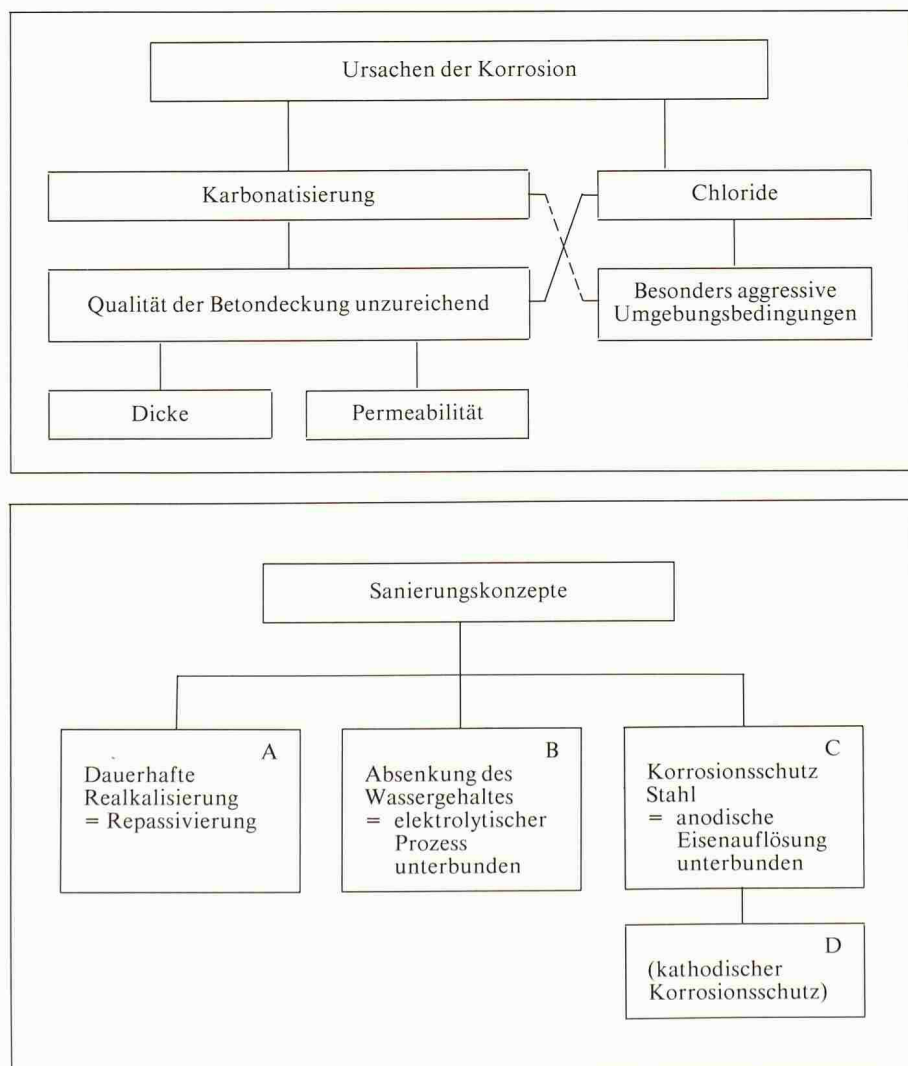 Ursachen der Korrosion
Karbonatisierung
Chloride
Qualität der Betondeckung unzureichend
Besonders aggressive
Umgebungsbedingungen
Dicke
Permeabilität
Sanierungskonzepte
A
Dauerhafte
Realkalisierung
= Repassivierung
B
Absenkung des
Wassergehaltes
= elektrolytischer
Prozess
unterbunden
C
Korrosionsschutz
Stahl
= anodische
Eisenauflösung
unterbunden
D
(kathodischer
Korrosionsschutz)